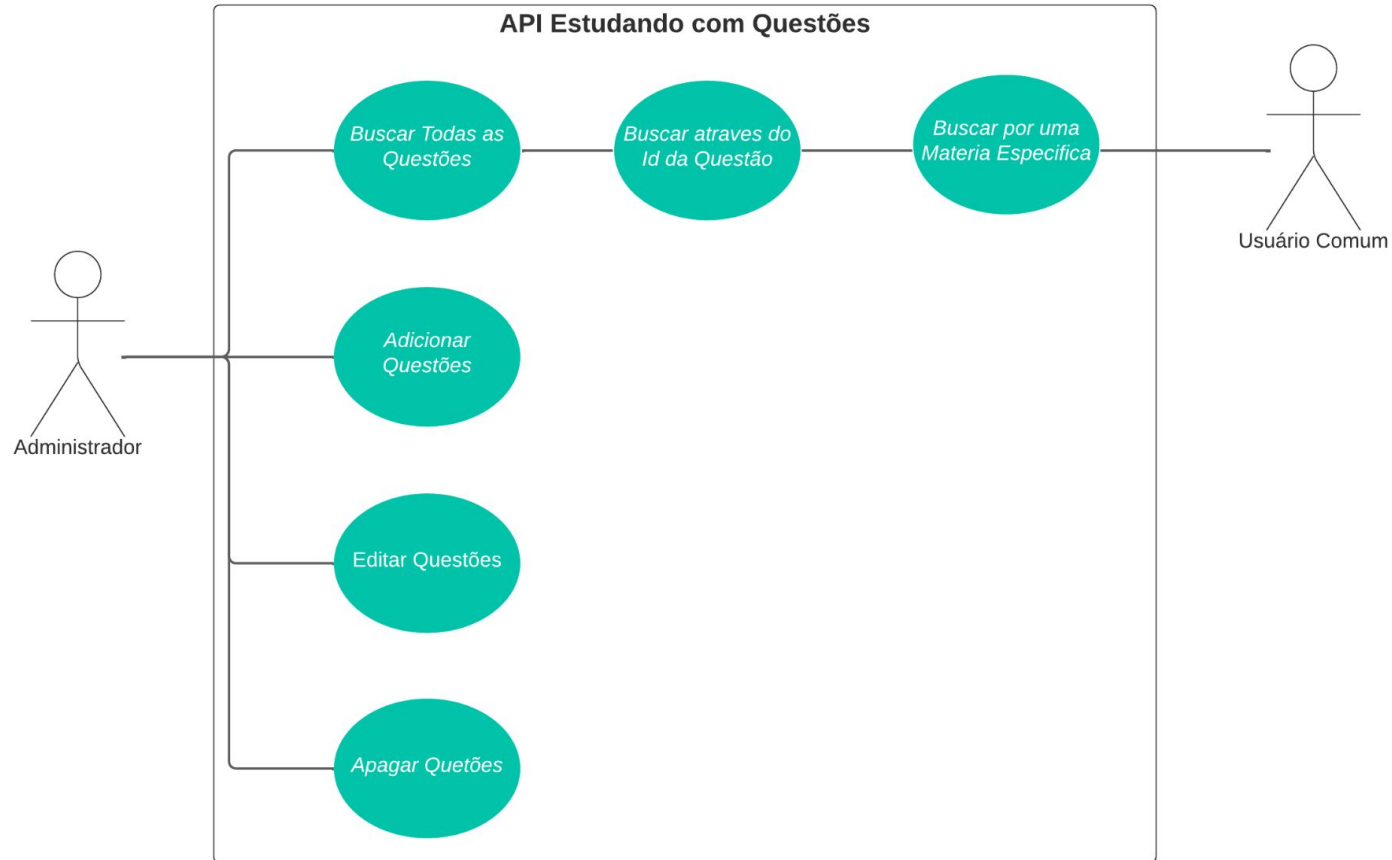 API Estudando com Questões
Buscar Todas as
Questões
Buscar atraves do
Id da Questão
Buscar por uma
Materia Especifica
Usuário Comum
Adicionar
Questões
Administrador
Editar Questões
Apagar Quetões